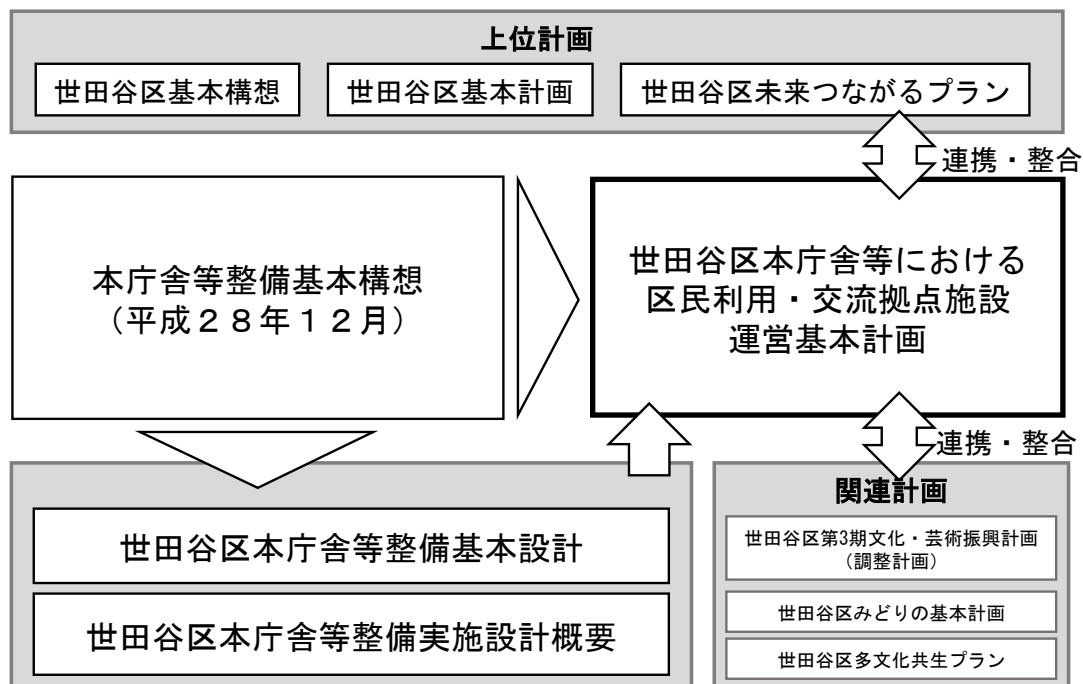 上位計画
世田谷区基本構想
世田谷区基本計画
世田谷区未来つながるプラン
連携・整合
本庁舎等整備基本構想
（平成２８年１２月）
世田谷区本庁舎等における
区民利用・交流拠点施設
運営基本計画
連携・整合
世田谷区本庁舎等整備基本設計
世田谷区本庁舎等整備実施設計概要
関連計画
世田谷区第3期文化・芸術振興計画
（調整計画）
世田谷区みどりの基本計画
世田谷区多文化共生プラン